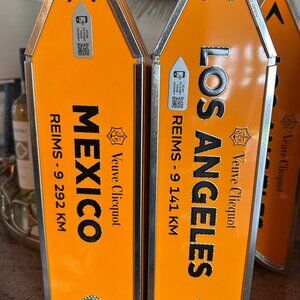 MEXICO
REIMS - 9 292 KM
Veuve Clicquot
LOS ANGELES
REIMS - 9 141 KM
Veuve Clicquot